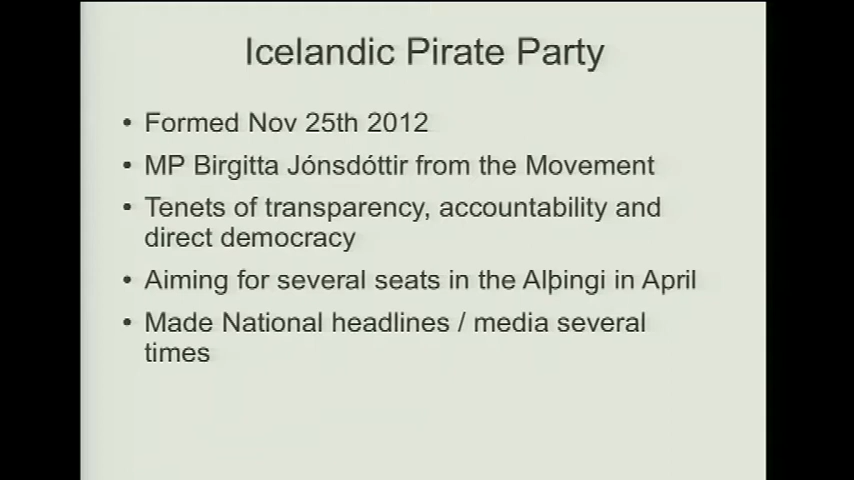 Icelandic Pirate Party
• Formed Nov 25th 2012
• MP Birgitta Jónsdóttir from the Movement
• Tenets of transparency, accountability and
direct democracy
• Aiming for several seats in the Alþingi in April
• Made National headlines / media several
times